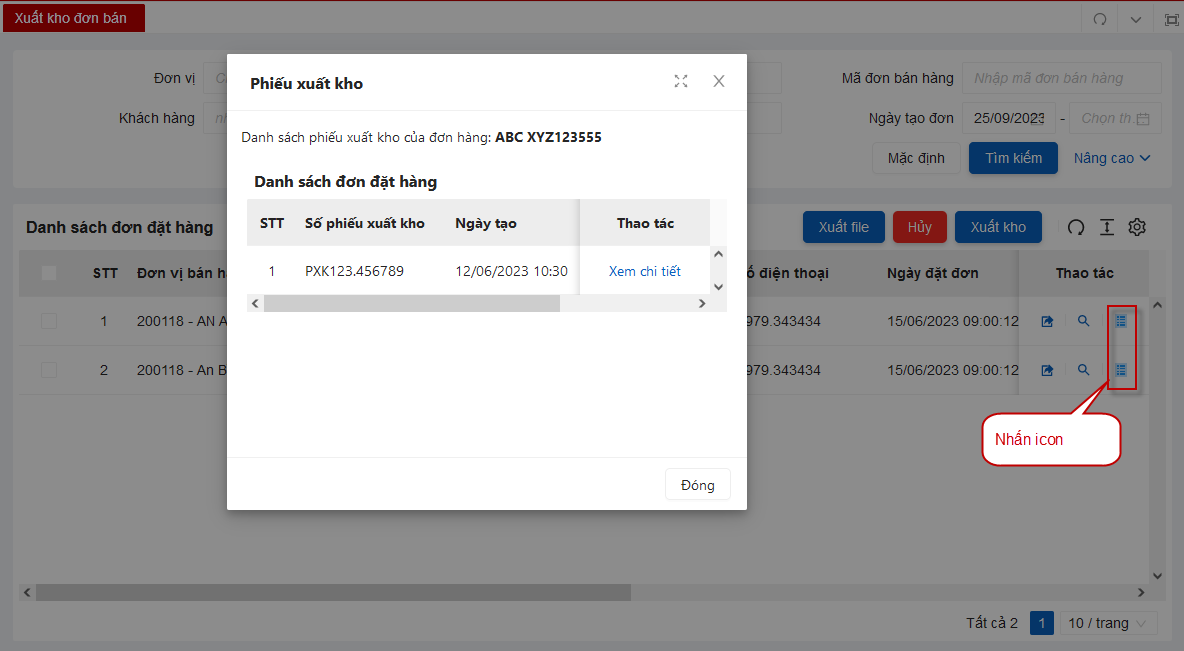 Xuất kho đơn bán
Đơn vị
Mã đơn bán hàng Nhập mã đơn bán hàng
Khách hàng
Ngày tạo đơn 25/09/2023 - Chọn th
Mặc định Tìm kiếm Nâng cao
Phiếu xuất kho
Danh sách phiếu xuất kho của đơn hàng: ABC XYZ123555
Danh sách đơn đặt hàng
STT Số phiếu xuất kho Ngày tạo Thao tác
1 PXK123.456789 12/06/2023 10:30 Xem chi tiết
Đóng
Danh sách đơn đặt hàng
Xuất file Hủy Xuất kho
STT Đơn vị bán h ố điện thoại Ngày đặt đơn Thao tác
1 200118 - AN A 979.343434 15/06/2023 09:00:12
2 200118 - An B 979.343434 15/06/2023 09:00:12
Nhấn icon
Tất cả 2 1 10 / trang